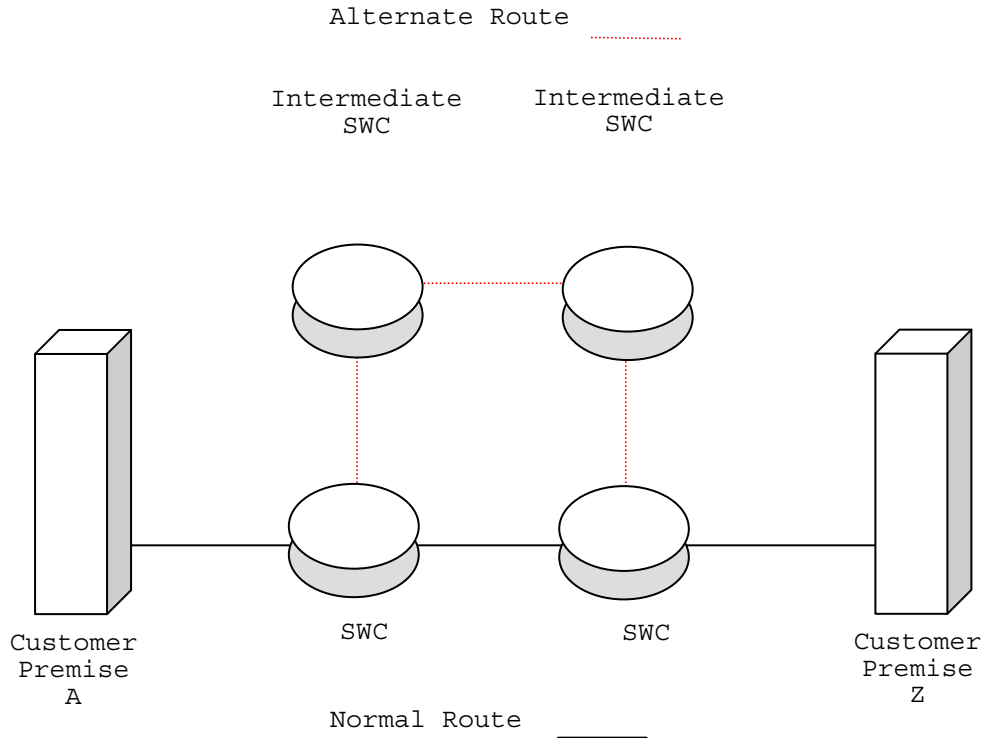 Alternate Route
Intermediate
SWC
Intermediate
SWC
SWC
SWC
Customer
Premise
A
Customer
Premise
Z
Normal Route